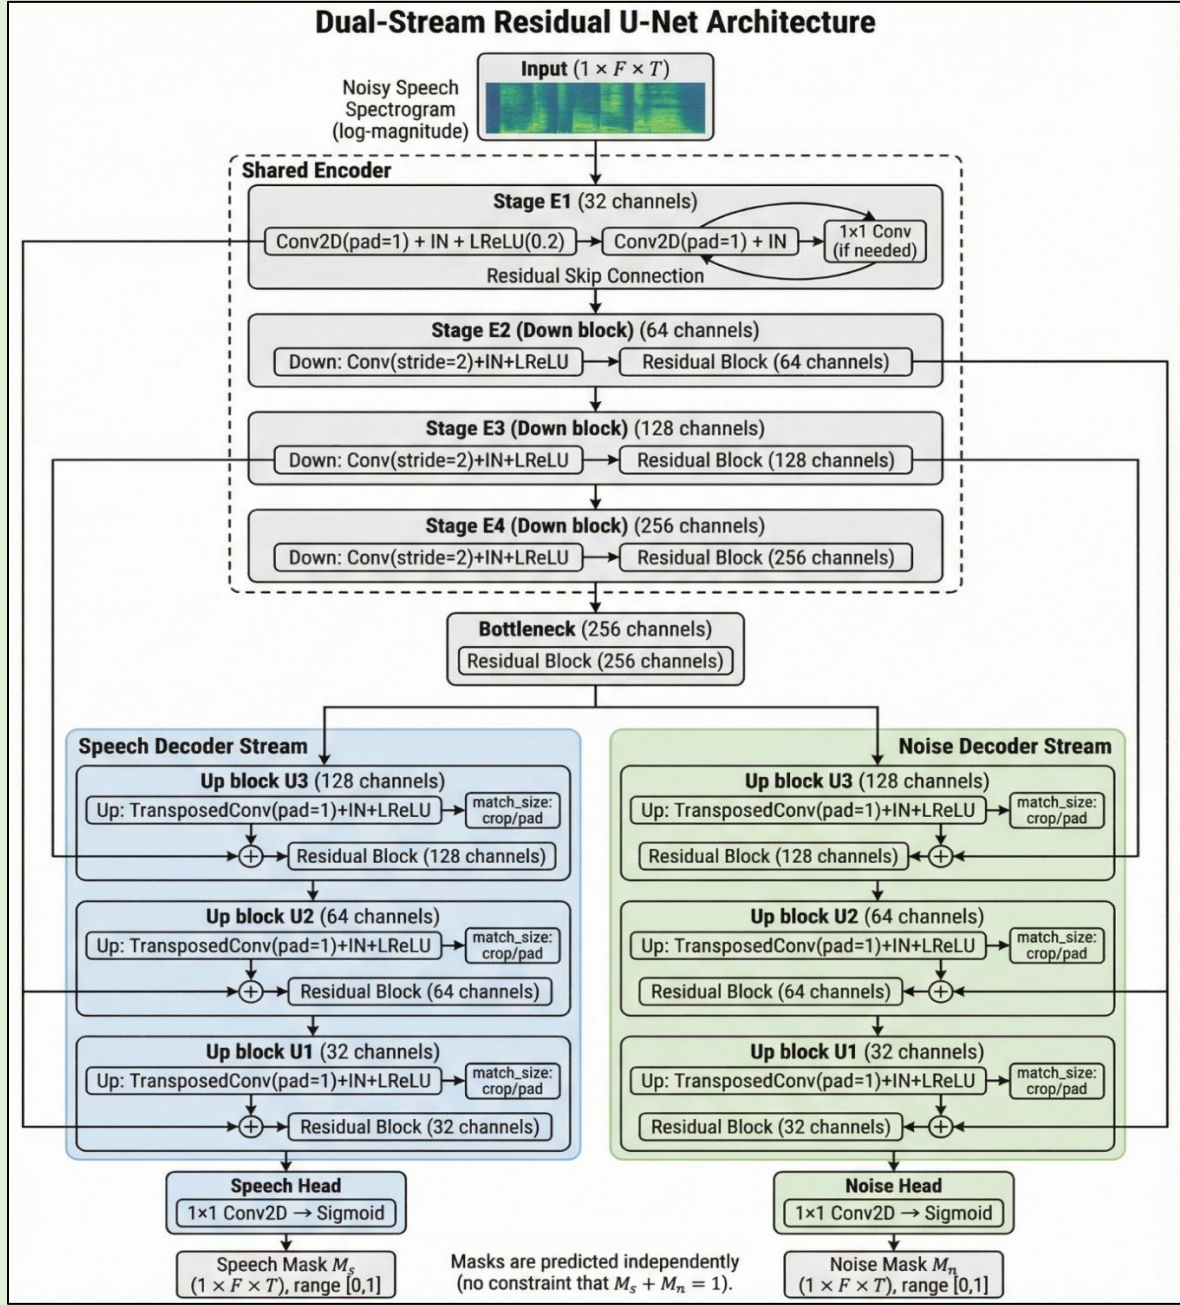 Dual-Stream Residual U-Net Architecture
Input (1 × F × T)
Noisy Speech
Spectrogram
(log-magnitude)
Shared Encoder
Stage E1 (32 channels)
Conv2D(pad=1) + IN + LReLU(0.2)
Conv2D(pad=1) + IN
1×1 Conv
(if needed)
Residual Skip Connection
Stage E2 (Down block) (64 channels)
Down: Conv(stride=2)+IN+LReLU
Residual Block (64 channels)
Stage E3 (Down block) (128 channels)
Down: Conv(stride=2)+IN+LReLU
Residual Block (128 channels)
Stage E4 (Down block) (256 channels)
Down: Conv(stride=2)+IN+LReLU
Residual Block (256 channels)
Bottleneck (256 channels)
Residual Block (256 channels)
Speech Decoder Stream
Up block U3 (128 channels)
Up: TransposedConv(pad=1)+IN+LReLU
match_size:
crop/pad
+
Residual Block (128 channels)
Up block U2 (64 channels)
Up: TransposedConv(pad=1)+IN+LReLU
match_size:
crop/pad
+
Residual Block (64 channels)
Up block U1 (32 channels)
Up: TransposedConv(pad=1)+IN+LReLU
match_size:
crop/pad
+
Residual Block (32 channels)
Speech Head
1×1 Conv2D → Sigmoid
Speech Mask Mₛ
(1 × F × T), range [0,1]
Noise Decoder Stream
Up block U3 (128 channels)
Up: TransposedConv(pad=1)+IN+LReLU
match_size:
crop/pad
Residual Block (128 channels)
+
Up block U2 (64 channels)
Up: TransposedConv(pad=1)+IN+LReLU
match_size:
crop/pad
Residual Block (64 channels)
+
Up block U1 (32 channels)
Up: TransposedConv(pad=1)+IN+LReLU
match_size:
crop/pad
Residual Block (32 channels)
+
Noise Head
1×1 Conv2D → Sigmoid
Noise Mask Mₙ
(1 × F × T), range [0,1]
Masks are predicted independently
(no constraint that Mₛ + Mₙ = 1).